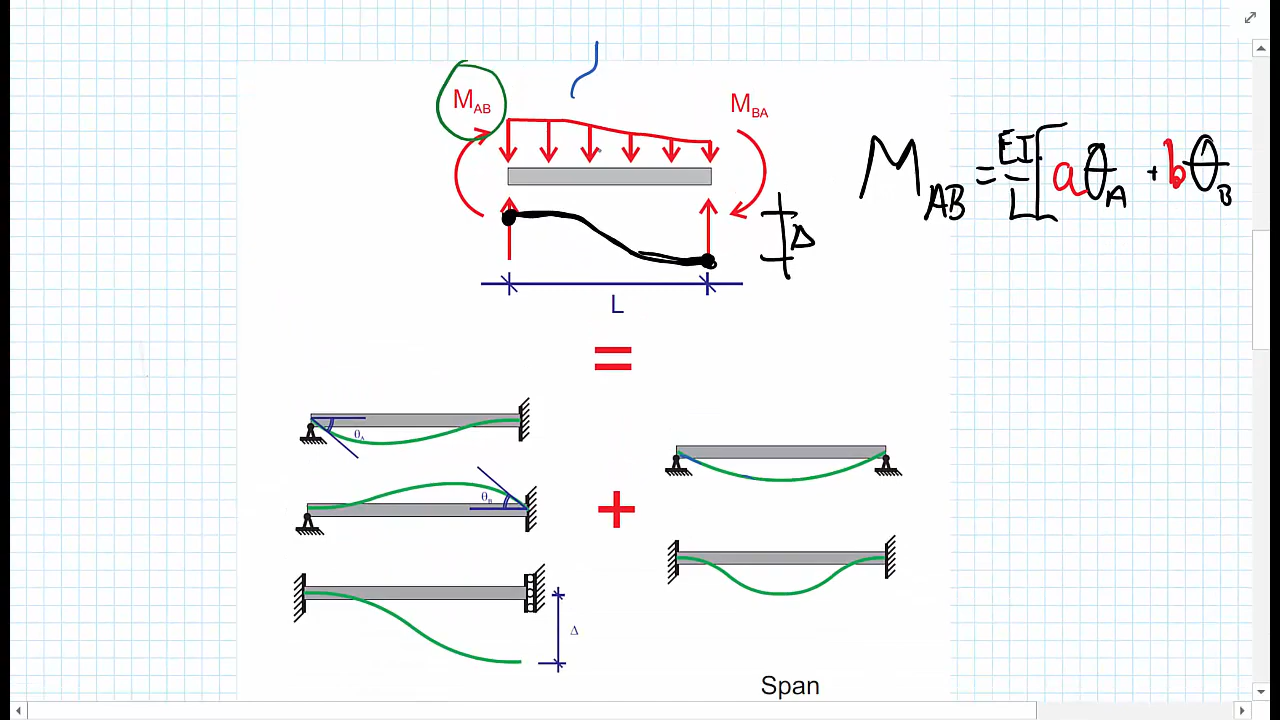 M_AB
M_BA
M_AB = EI/L [ aθ_A + bθ_B
Δ
L
=
θ_A
θ_B
+
Δ
Span